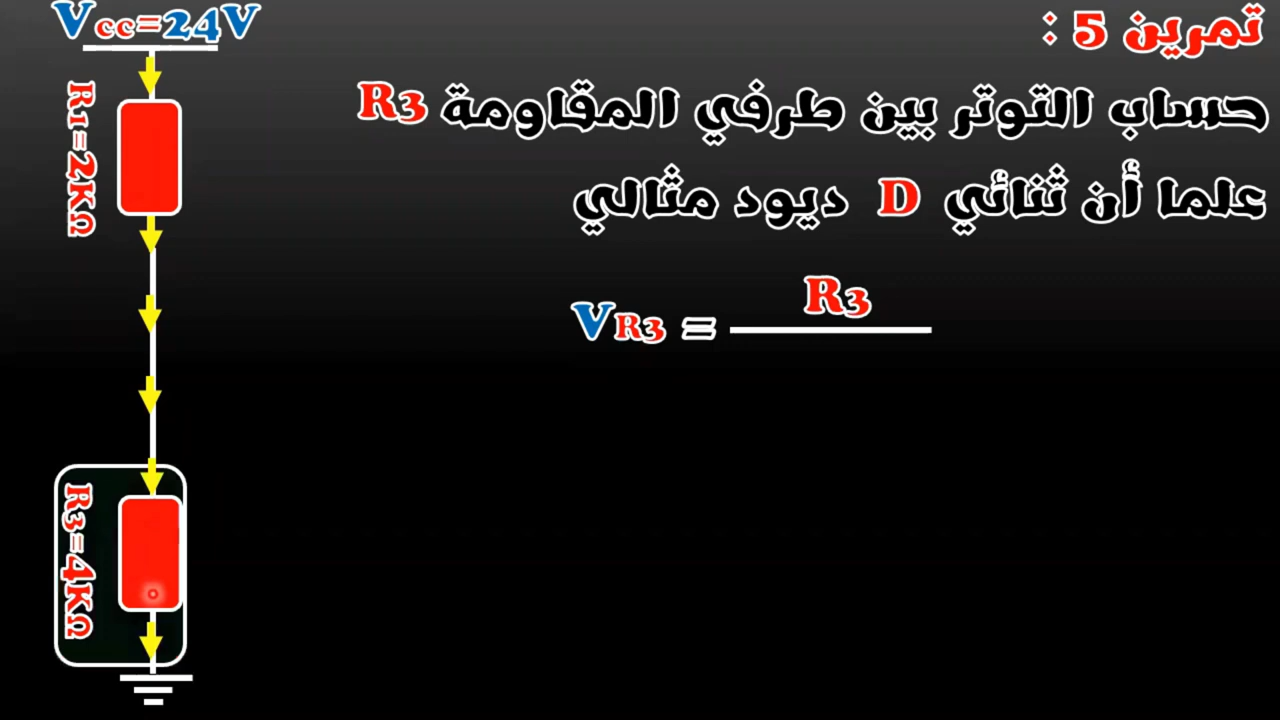 تمرين 5 :
حساب التوتر بين طرفي المقاومة R3
علما أن ثنائي D ديود مثالي
Vcc=24V
R1=2KΩ
VR3 = R3
R3=4KΩ